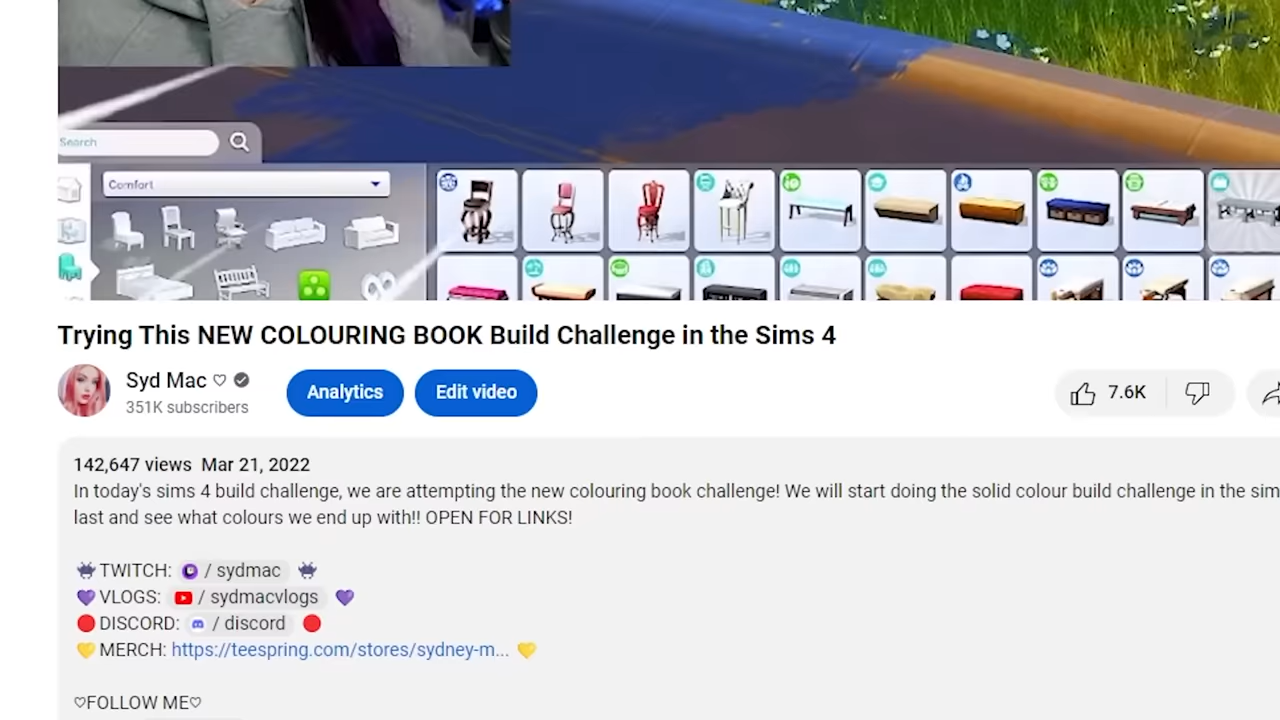 Search
Comfort
Trying This NEW COLOURING BOOK Build Challenge in the Sims 4
Syd Mac ♡
351K subscribers
Analytics
Edit video
7.6K
142,647 views Mar 21, 2022
In today's sims 4 build challenge, we are attempting the new colouring book challenge! We will start doing the solid colour build challenge in the sim
last and see what colours we end up with!! OPEN FOR LINKS!
👾 TWITCH: / sydmac 👾
💜 VLOGS: / sydmacvlogs 💜
🔴 DISCORD: / discord 🔴
💛 MERCH: https://teespring.com/stores/sydney-m... 💛
♡FOLLOW ME♡